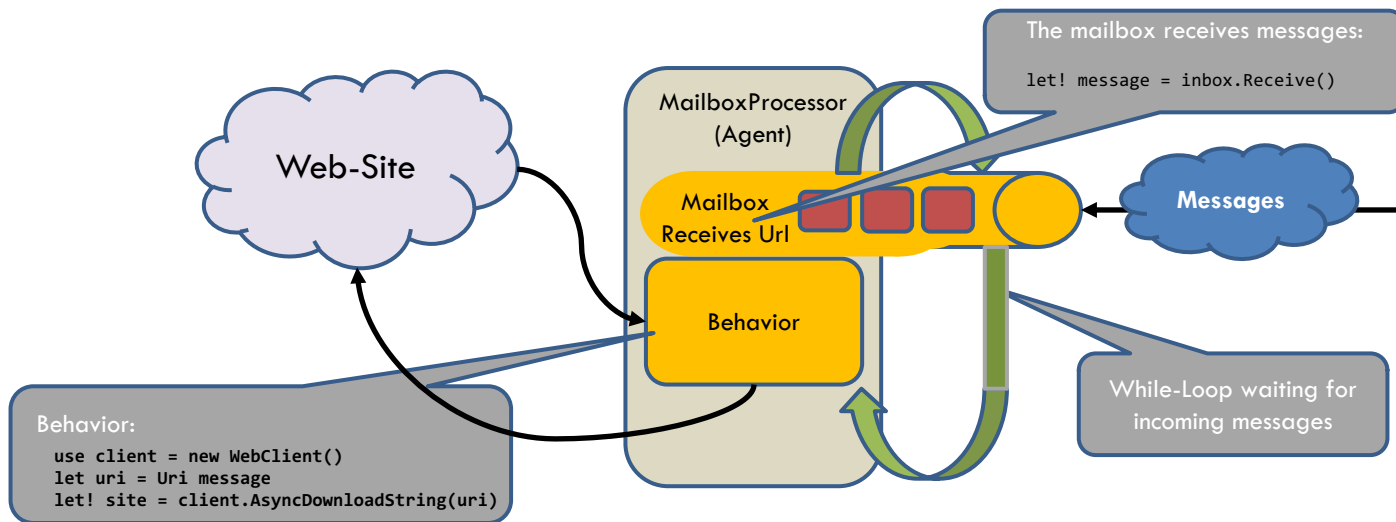 The mailbox receives messages:
let! message = inbox.Receive()
MailboxProcessor
(Agent)
Web-Site
Mailbox
Receives Url
Messages
Behavior
While-Loop waiting for
incoming messages
Behavior:
use client = new WebClient()
let uri = Uri message
let! site = client.AsyncDownloadString(uri)